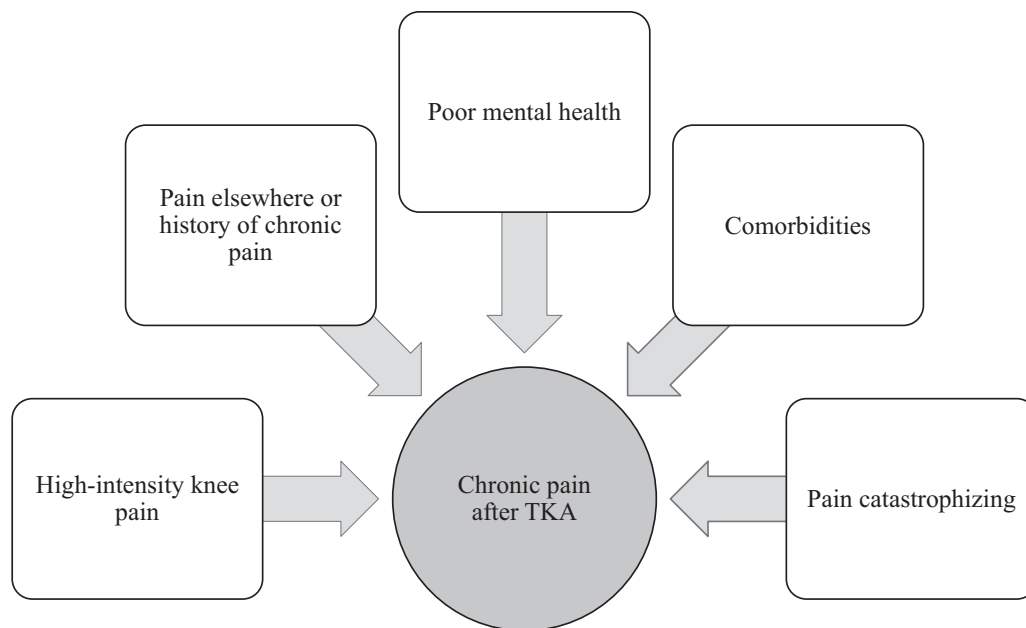 Poor mental health
Pain elsewhere or
history of chronic
pain
Comorbidities
High-intensity knee
pain
Chronic pain
after TKA
Pain catastrophizing